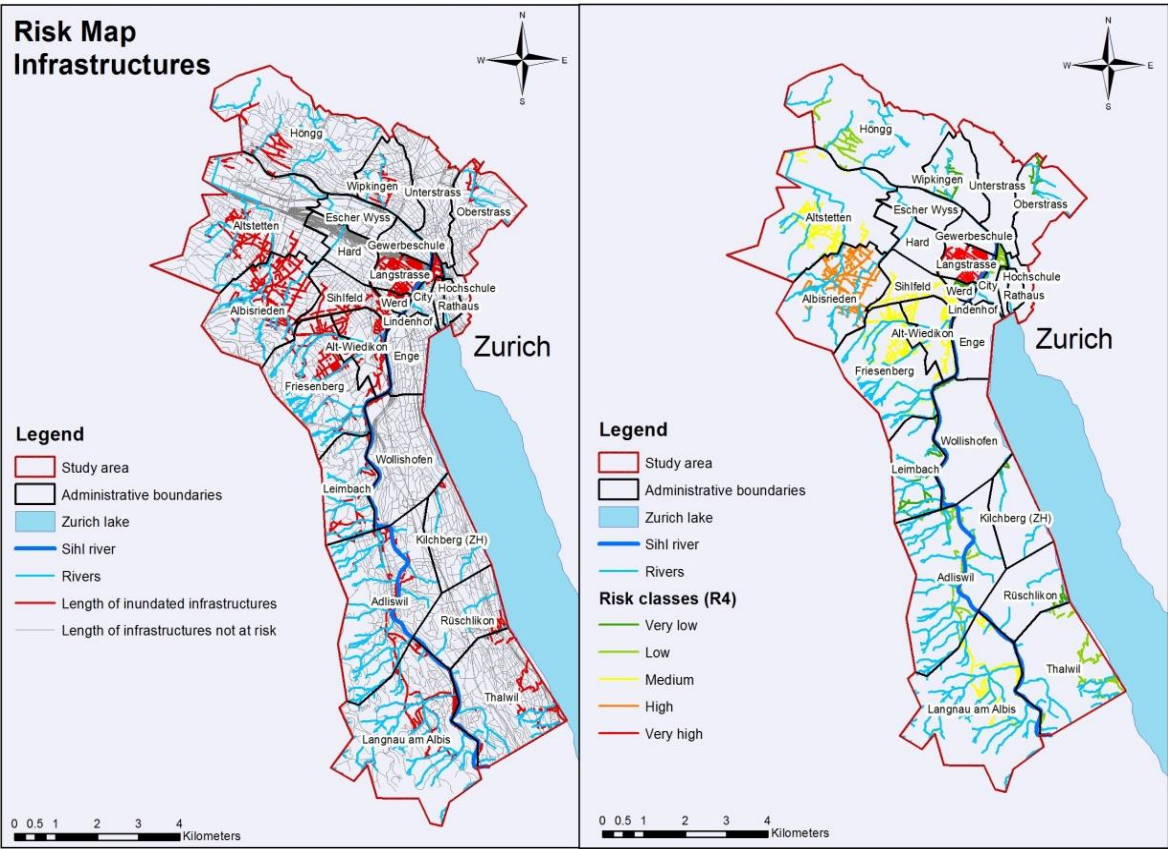 Risk Map
Infrastructures
N
W
E
S
Höngg
Wipkingen
Unterstrass
Oberstrass
Escher Wyss
Altstetten
Hard
Gewerbeschule
Langstrasse
Hochschule
Albisrieden
Sihlfeld
Werd
City
Rathaus
Lindenhof
Alt-Wiedikon
Enge
Zurich
Friesenberg
Wollishofen
Leimbach
Kilchberg (ZH)
Adliswil
Rüschlikon
Thalwil
Langnau am Albis
Legend
Study area
Administrative boundaries
Zurich lake
Sihl river
Rivers
Length of inundated infrastructures
Length of infrastructures not at risk
0 0.5 1 2 3 4
Kilometers
N
W
E
S
Höngg
Wipkingen
Unterstrass
Oberstrass
Escher Wyss
Altstetten
Hard
Gewerbeschule
Langstrasse
Hochschule
Albisrieden
Sihlfeld
Werd
City
Rathaus
Lindenhof
Alt-Wiedikon
Enge
Zurich
Friesenberg
Wollishofen
Leimbach
Kilchberg (ZH)
Adliswil
Rüschlikon
Thalwil
Langnau am Albis
Legend
Study area
Administrative boundaries
Zurich lake
Sihl river
Rivers
Risk classes (R4)
Very low
Low
Medium
High
Very high
0 0.5 1 2 3 4
Kilometers